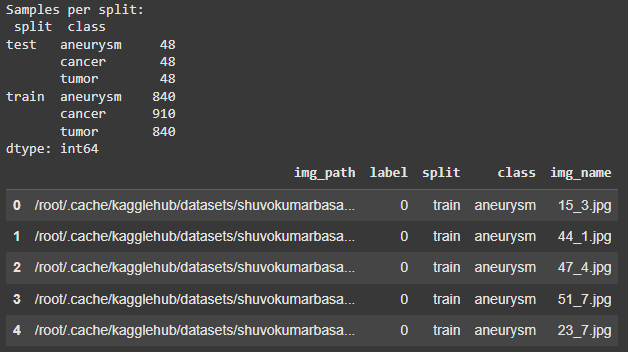 Samples per split:
split class
test aneurysm 48
cancer 48
tumor 48
train aneurysm 840
cancer 910
tumor 840
dtype: int64
img_path label split class img_name
0 /root/.cache/kagglehub/datasets/shuvokumarbasa... 0 train aneurysm 15_3.jpg
1 /root/.cache/kagglehub/datasets/shuvokumarbasa... 0 train aneurysm 44_1.jpg
2 /root/.cache/kagglehub/datasets/shuvokumarbasa... 0 train aneurysm 47_4.jpg
3 /root/.cache/kagglehub/datasets/shuvokumarbasa... 0 train aneurysm 51_7.jpg
4 /root/.cache/kagglehub/datasets/shuvokumarbasa... 0 train aneurysm 23_7.jpg